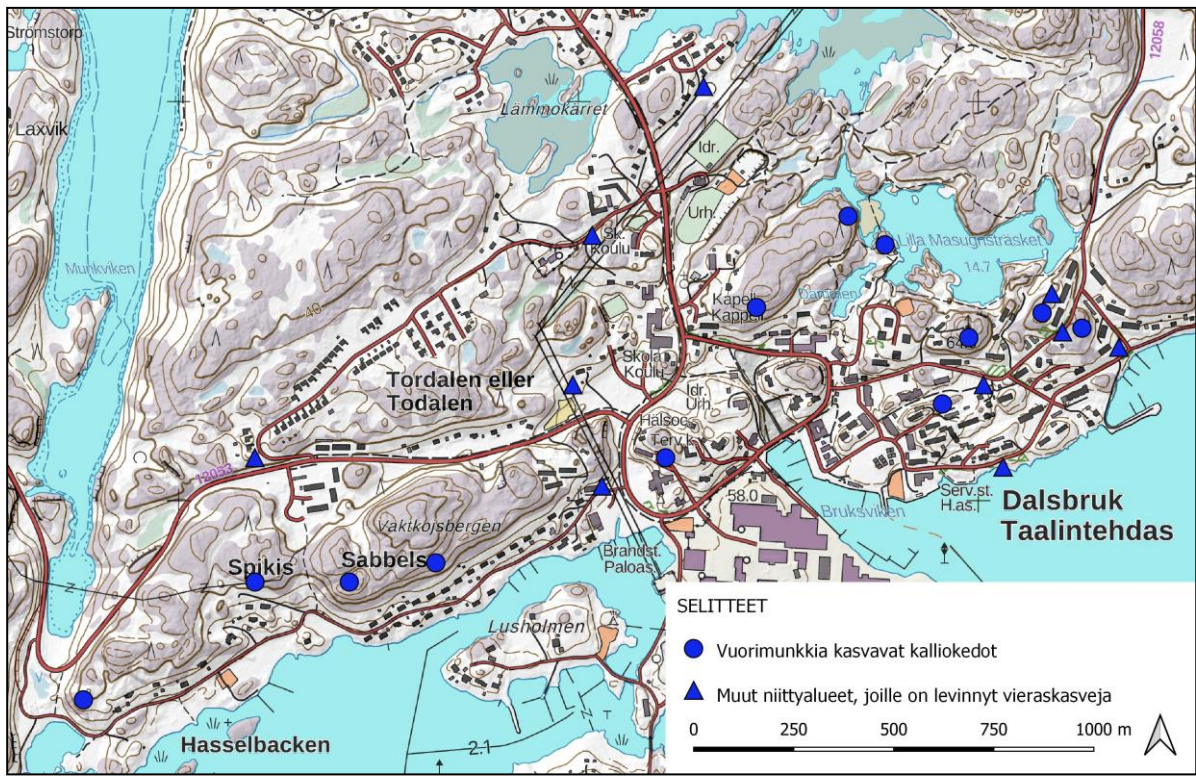 Strömstorp
12058
40
Laxvik
Lämmokärret
Idr.
Urh.
Sk.
Koulu
Lilla Masugnsträsket
14.7
Munkviken
40
Kapell
Kappeli
Dammen
64.
Skola
Koulu
Tordalen eller
Todalen
Idr.
Urh.
Hälsoc.
Terv.k.
12053
58.0
Serv.st.
H.as.
Bruksviken
Dalsbruk
Taalintehdas
Vaktkojsbergen
Brandst.
Paloas.
Spikis
Sabbels
Lusholmen
Hasselbacken
2.1
SELITTEET
Vuorimunkkia kasvavat kalliokedot
Muut niittyalueet, joille on levinnyt vieraskasveja
0 250 500 750 1000 m